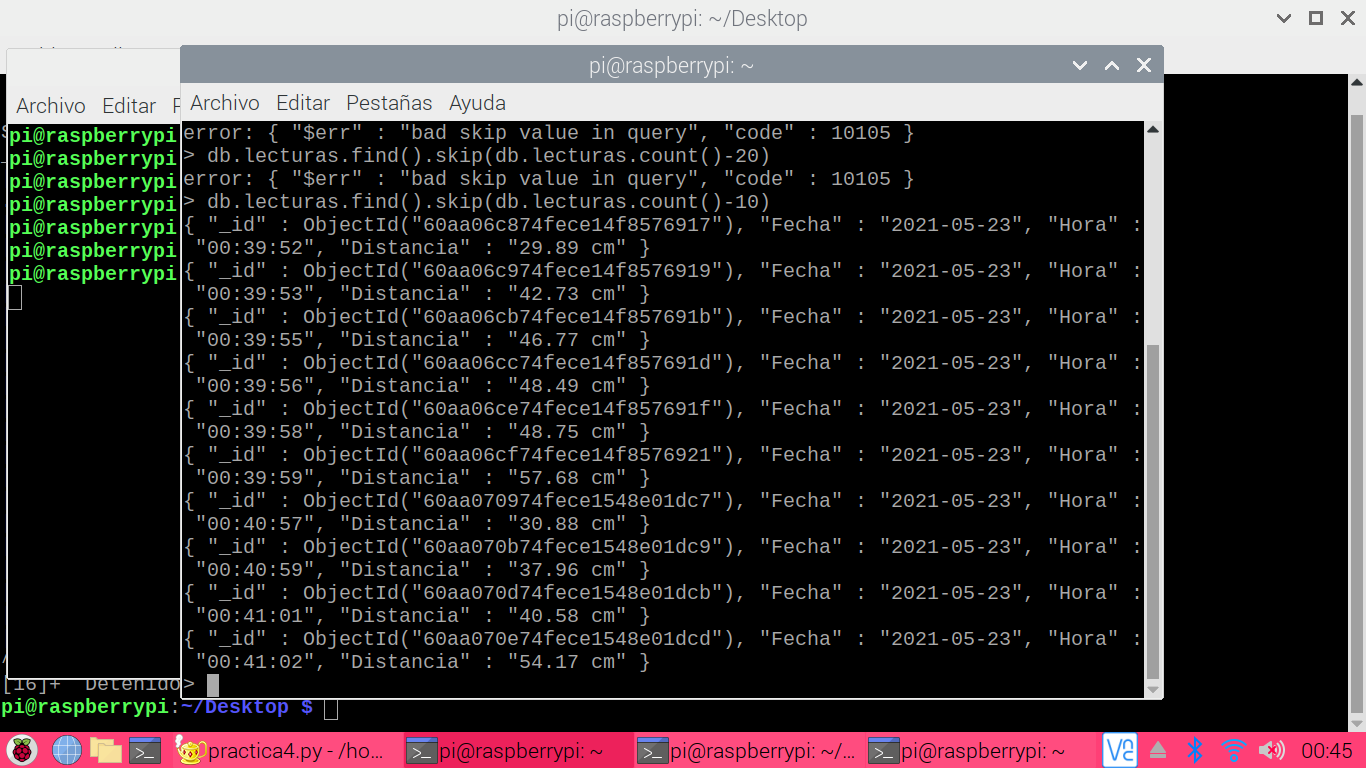 pi@raspberrypi: ~/Desktop
pi@raspberrypi: ~
Archivo Editar
Archivo Editar Pestañas Ayuda
pi@raspberrypi
pi@raspberrypi
pi@raspberrypi
pi@raspberrypi
pi@raspberrypi
pi@raspberrypi
pi@raspberrypi
error: { "$err" : "bad skip value in query", "code" : 10105 }
> db.lecturas.find().skip(db.lecturas.count()-20)
error: { "$err" : "bad skip value in query", "code" : 10105 }
> db.lecturas.find().skip(db.lecturas.count()-10)
{ "_id" : ObjectId("60aa06c874fece14f8576917"), "Fecha" : "2021-05-23", "Hora" :
"00:39:52", "Distancia" : "29.89 cm" }
{ "_id" : ObjectId("60aa06c974fece14f8576919"), "Fecha" : "2021-05-23", "Hora" :
"00:39:53", "Distancia" : "42.73 cm" }
{ "_id" : ObjectId("60aa06cb74fece14f857691b"), "Fecha" : "2021-05-23", "Hora" :
"00:39:55", "Distancia" : "46.77 cm" }
{ "_id" : ObjectId("60aa06cc74fece14f857691d"), "Fecha" : "2021-05-23", "Hora" :
"00:39:56", "Distancia" : "48.49 cm" }
{ "_id" : ObjectId("60aa06ce74fece14f857691f"), "Fecha" : "2021-05-23", "Hora" :
"00:39:58", "Distancia" : "48.75 cm" }
{ "_id" : ObjectId("60aa06cf74fece14f8576921"), "Fecha" : "2021-05-23", "Hora" :
"00:39:59", "Distancia" : "57.68 cm" }
{ "_id" : ObjectId("60aa070974fece1548e01dc7"), "Fecha" : "2021-05-23", "Hora" :
"00:40:57", "Distancia" : "30.88 cm" }
{ "_id" : ObjectId("60aa070b74fece1548e01dc9"), "Fecha" : "2021-05-23", "Hora" :
"00:40:59", "Distancia" : "37.96 cm" }
{ "_id" : ObjectId("60aa070d74fece1548e01dcb"), "Fecha" : "2021-05-23", "Hora" :
"00:41:01", "Distancia" : "40.58 cm" }
{ "_id" : ObjectId("60aa070e74fece1548e01dcd"), "Fecha" : "2021-05-23", "Hora" :
"00:41:02", "Distancia" : "54.17 cm" }
>
[16]+ Detenido
pi@raspberrypi:~/Desktop $
practica4.py - /ho... pi@raspberrypi: ~ pi@raspberrypi: ~/... pi@raspberrypi: ~ 00:45